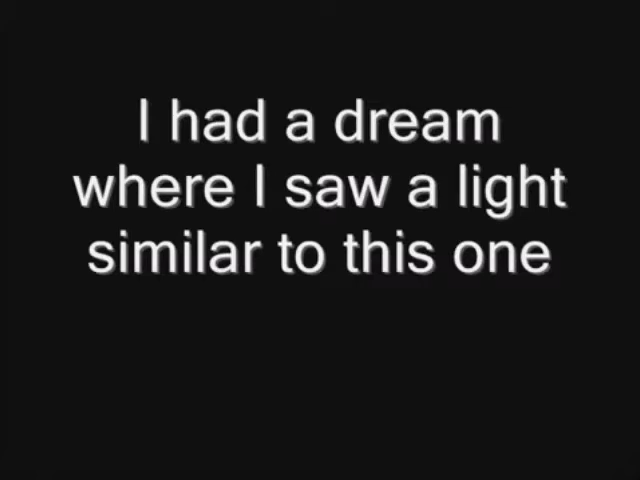 I had a dream
where I saw a light
similar to this one